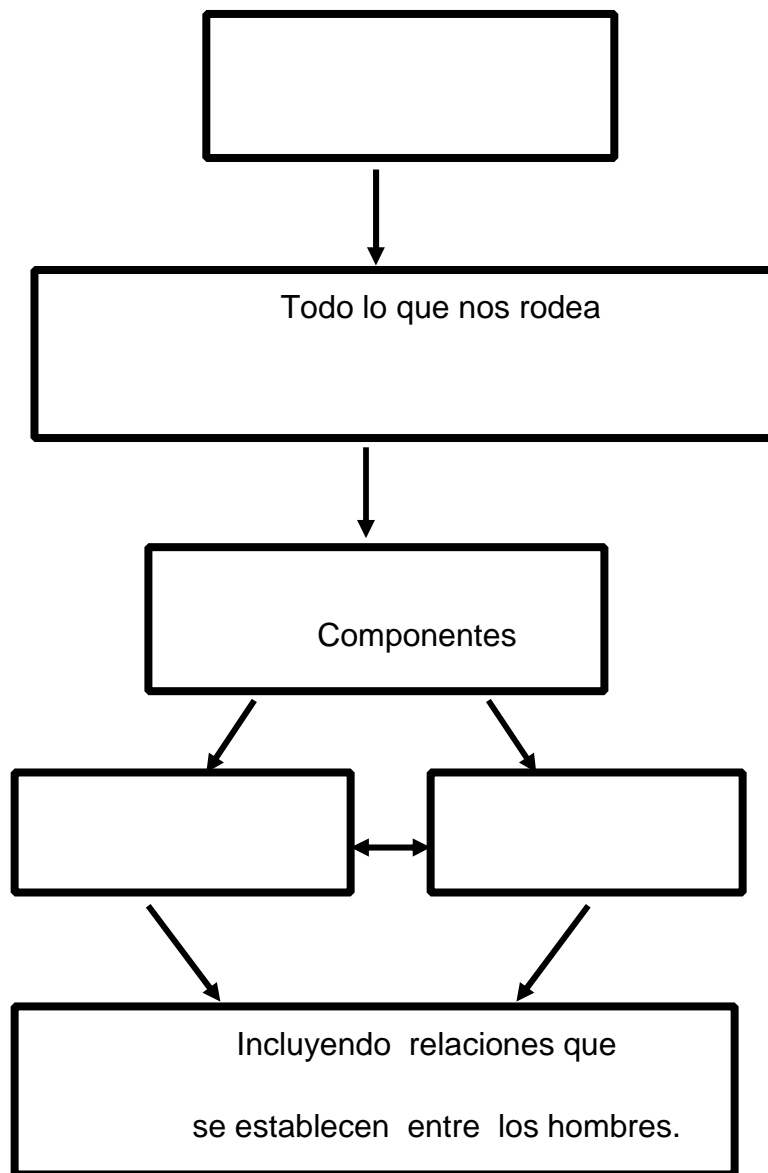 Todo lo que nos rodea
Componentes
Incluyendo relaciones que
se establecen entre los hombres.